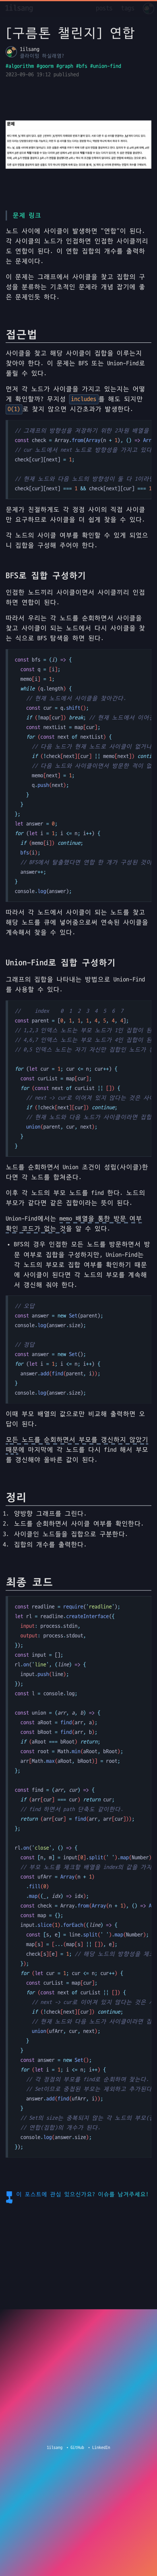 1ilsang
posts
tags
[구름톤 챌린지] 연합
1ilsang
클라이밍 하실래염?
#algorithm #goorm #graph #bfs #union-find
2023-09-06 19:12 published
문제
문제 링크
노드 사이에 사이클이 발생하면 "연합"이 된다.
각 사이클의 노드가 인접하면 인접한 사이클끼리
도 연합이 된다. 이 연합 집합의 개수를 출력하는
문제이다.
이 문제는 그래프에서 사이클을 찾고 집합의 구성
을 찾는 문제이다. 기초적인 문제라 개념 잡기에 좋
은 문제인듯 하다.
접근법
사이클을 찾고 해당 사이클이 집합을 이루는지
찾아야 한다. 이 문제는 BFS 또는 Union-Find로
풀릴 수 있다.
먼저 각 노드가 사이클을 가지고 있는지는 어떻
게 확인할까? 무지성 includes 를 해도 되지만
O(1) 로 찾지 않으면 시간초과가 발생한다.
// 그래프의 방향성을 저장하기 위한 2차원 배열을
const check = Array.from(Array(n + 1), () => Arr
// cur 노드에서 next 노드로 방향성을 가지고 있다
check[cur][next] = 1;
// 현재 노드와 다음 노드의 방향성이 둘 다 1이라면
check[cur][next] === 1 && check[next][cur] === 1
문제가 친절하게도 각 정점 사이의 직접 사이클
만 요구하므로 사이클을 더 쉽게 찾을 수 있다.
각 노드의 사이클 여부를 확인할 수 있게 되었으
니 집합을 구성해 주어야 한다.
BFS로 집합 구성하기
인접한 노드끼리 사이클이면서 사이클끼리 인접
하면 연합이 된다.
따라서 우리는 각 노드를 순회하면서 사이클을
찾고 사이클이 되는 노드에서 다시 사이클을 찾
는 식으로 BFS 탐색을 하면 된다.
const bfs = (i) => {
const q = [i];
memo[i] = 1;
while (q.length) {
// 현재 노드에서 사이클을 찾아간다.
const cur = q.shift();
if (!map[cur]) break; // 현재 노드에서 이어
const nextList = map[cur];
for (const next of nextList) {
// 다음 노드가 현재 노드로 사이클이 없거나
if (!check[next][cur] || memo[next]) conti
// 다음 노드와 사이클이면서 방문한 적이 없
memo[next] = 1;
q.push(next);
}
}
};
let answer = 0;
for (let i = 1; i <= n; i++) {
if (memo[i]) continue;
bfs(i);
// BFS에서 탈출했다면 연합 한 개가 구성된 것이
answer++;
}
console.log(answer);
따라서 각 노드에서 사이클이 되는 노드를 찾고
해당 노드를 큐에 넣어줌으로써 연속된 사이클을
계속해서 찾을 수 있다.
Union-Find로 집합 구성하기
그래프의 집합을 나타내는 방법으로 Union-Find
를 사용할 수 있다.
// index 0 1 2 3 4 5 6 7
const parent = [0, 1, 1, 1, 4, 5, 4, 4];
// 1,2,3 인덱스 노드는 부모 노드가 1인 집합이 된
// 4,6,7 인덱스 노드는 부모 노드가 4인 집합이 된
// 0,5 인덱스 노드는 자기 자신만 집합인 노드가 된
for (let cur = 1; cur <= n; cur++) {
const curList = map[cur];
for (const next of curList || []) {
// next -> cur로 이어져 있지 않다는 것은 사이
if (!check[next][cur]) continue;
// 현재 노드와 다음 노드가 사이클이라면 집합
union(parent, cur, next);
}
}
노드를 순회하면서 Union 조건이 성립(사이클)한
다면 각 노드를 합쳐준다.
이후 각 노드의 부모 노드를 find 한다. 노드의
부모가 같다면 같은 집합이라는 뜻이 된다.
Union-Find에서는 memo 배열을 통한 방문 여부
확인 코드가 없는 것을 알 수 있다.
• BFS의 경우 집합에 인접한 모든 노드를 방문하면서 방
문 여부로 집합을 구성하지만, Union-Find는
각 노드의 부모로 집합 여부를 확인하기 때문
에 사이클이 된다면 각 노드의 부모를 계속해
서 갱신해 줘야 한다.
// 오답
const answer = new Set(parent);
console.log(answer.size);
// 정답
const answer = new Set();
for (let i = 1; i <= n; i++) {
answer.add(find(parent, i));
}
console.log(answer.size);
이때 부모 배열의 값으로만 비교해 출력하면 오
답이 된다.
모든 노드를 순회하면서 부모를 갱신하지 않았기
때문에 마지막에 각 노드를 다시 find 해서 부모
를 갱신해야 올바른 값이 된다.
정리
1. 양방향 그래프를 그린다.
2. 노드를 순회하면서 사이클 여부를 확인한다.
3. 사이클인 노드들을 집합으로 구분한다.
4. 집합의 개수를 출력한다.
최종 코드
const readline = require('readline');
let rl = readline.createInterface({
input: process.stdin,
output: process.stdout,
});
const input = [];
rl.on('line', (line) => {
input.push(line);
});
const l = console.log;
const union = (arr, a, b) => {
const aRoot = find(arr, a);
const bRoot = find(arr, b);
if (aRoot === bRoot) return;
const root = Math.min(aRoot, bRoot);
arr[Math.max(aRoot, bRoot)] = root;
};
const find = (arr, cur) => {
if (arr[cur] === cur) return cur;
// find 하면서 path 단축도 같이한다.
return (arr[cur] = find(arr, arr[cur]));
};
rl.on('close', () => {
const [n, m] = input[0].split(' ').map(Number);
// 부모 노드를 체크할 배열을 index의 값을 가지
const ufArr = Array(n + 1)
.fill(0)
.map((_, idx) => idx);
const check = Array.from(Array(n + 1), () => A
const map = {};
input.slice(1).forEach((line) => {
const [s, e] = line.split(' ').map(Number);
map[s] = [...(map[s] || []), e];
check[s][e] = 1; // 해당 노드의 방향성을 체
});
for (let cur = 1; cur <= n; cur++) {
const curList = map[cur];
for (const next of curList || []) {
// next -> cur로 이어져 있지 않다는 것은 사
if (!check[next][cur]) continue;
// 현재 노드와 다음 노드가 사이클이라면 집
union(ufArr, cur, next);
}
}
const answer = new Set();
for (let i = 1; i <= n; i++) {
// 각 정점의 부모를 find로 순회하며 찾는다.
// Set이므로 중첩된 부모는 제외하고 추가된다
answer.add(find(ufArr, i));
}
// Set의 size는 중복되지 않는 각 노드의 부모(집
// 연합(집합)의 개수가 된다.
console.log(answer.size);
});
이 포스트에 관심 있으신가요? 이슈를 남겨주세요!
1ilsang • GitHub • LinkedIn